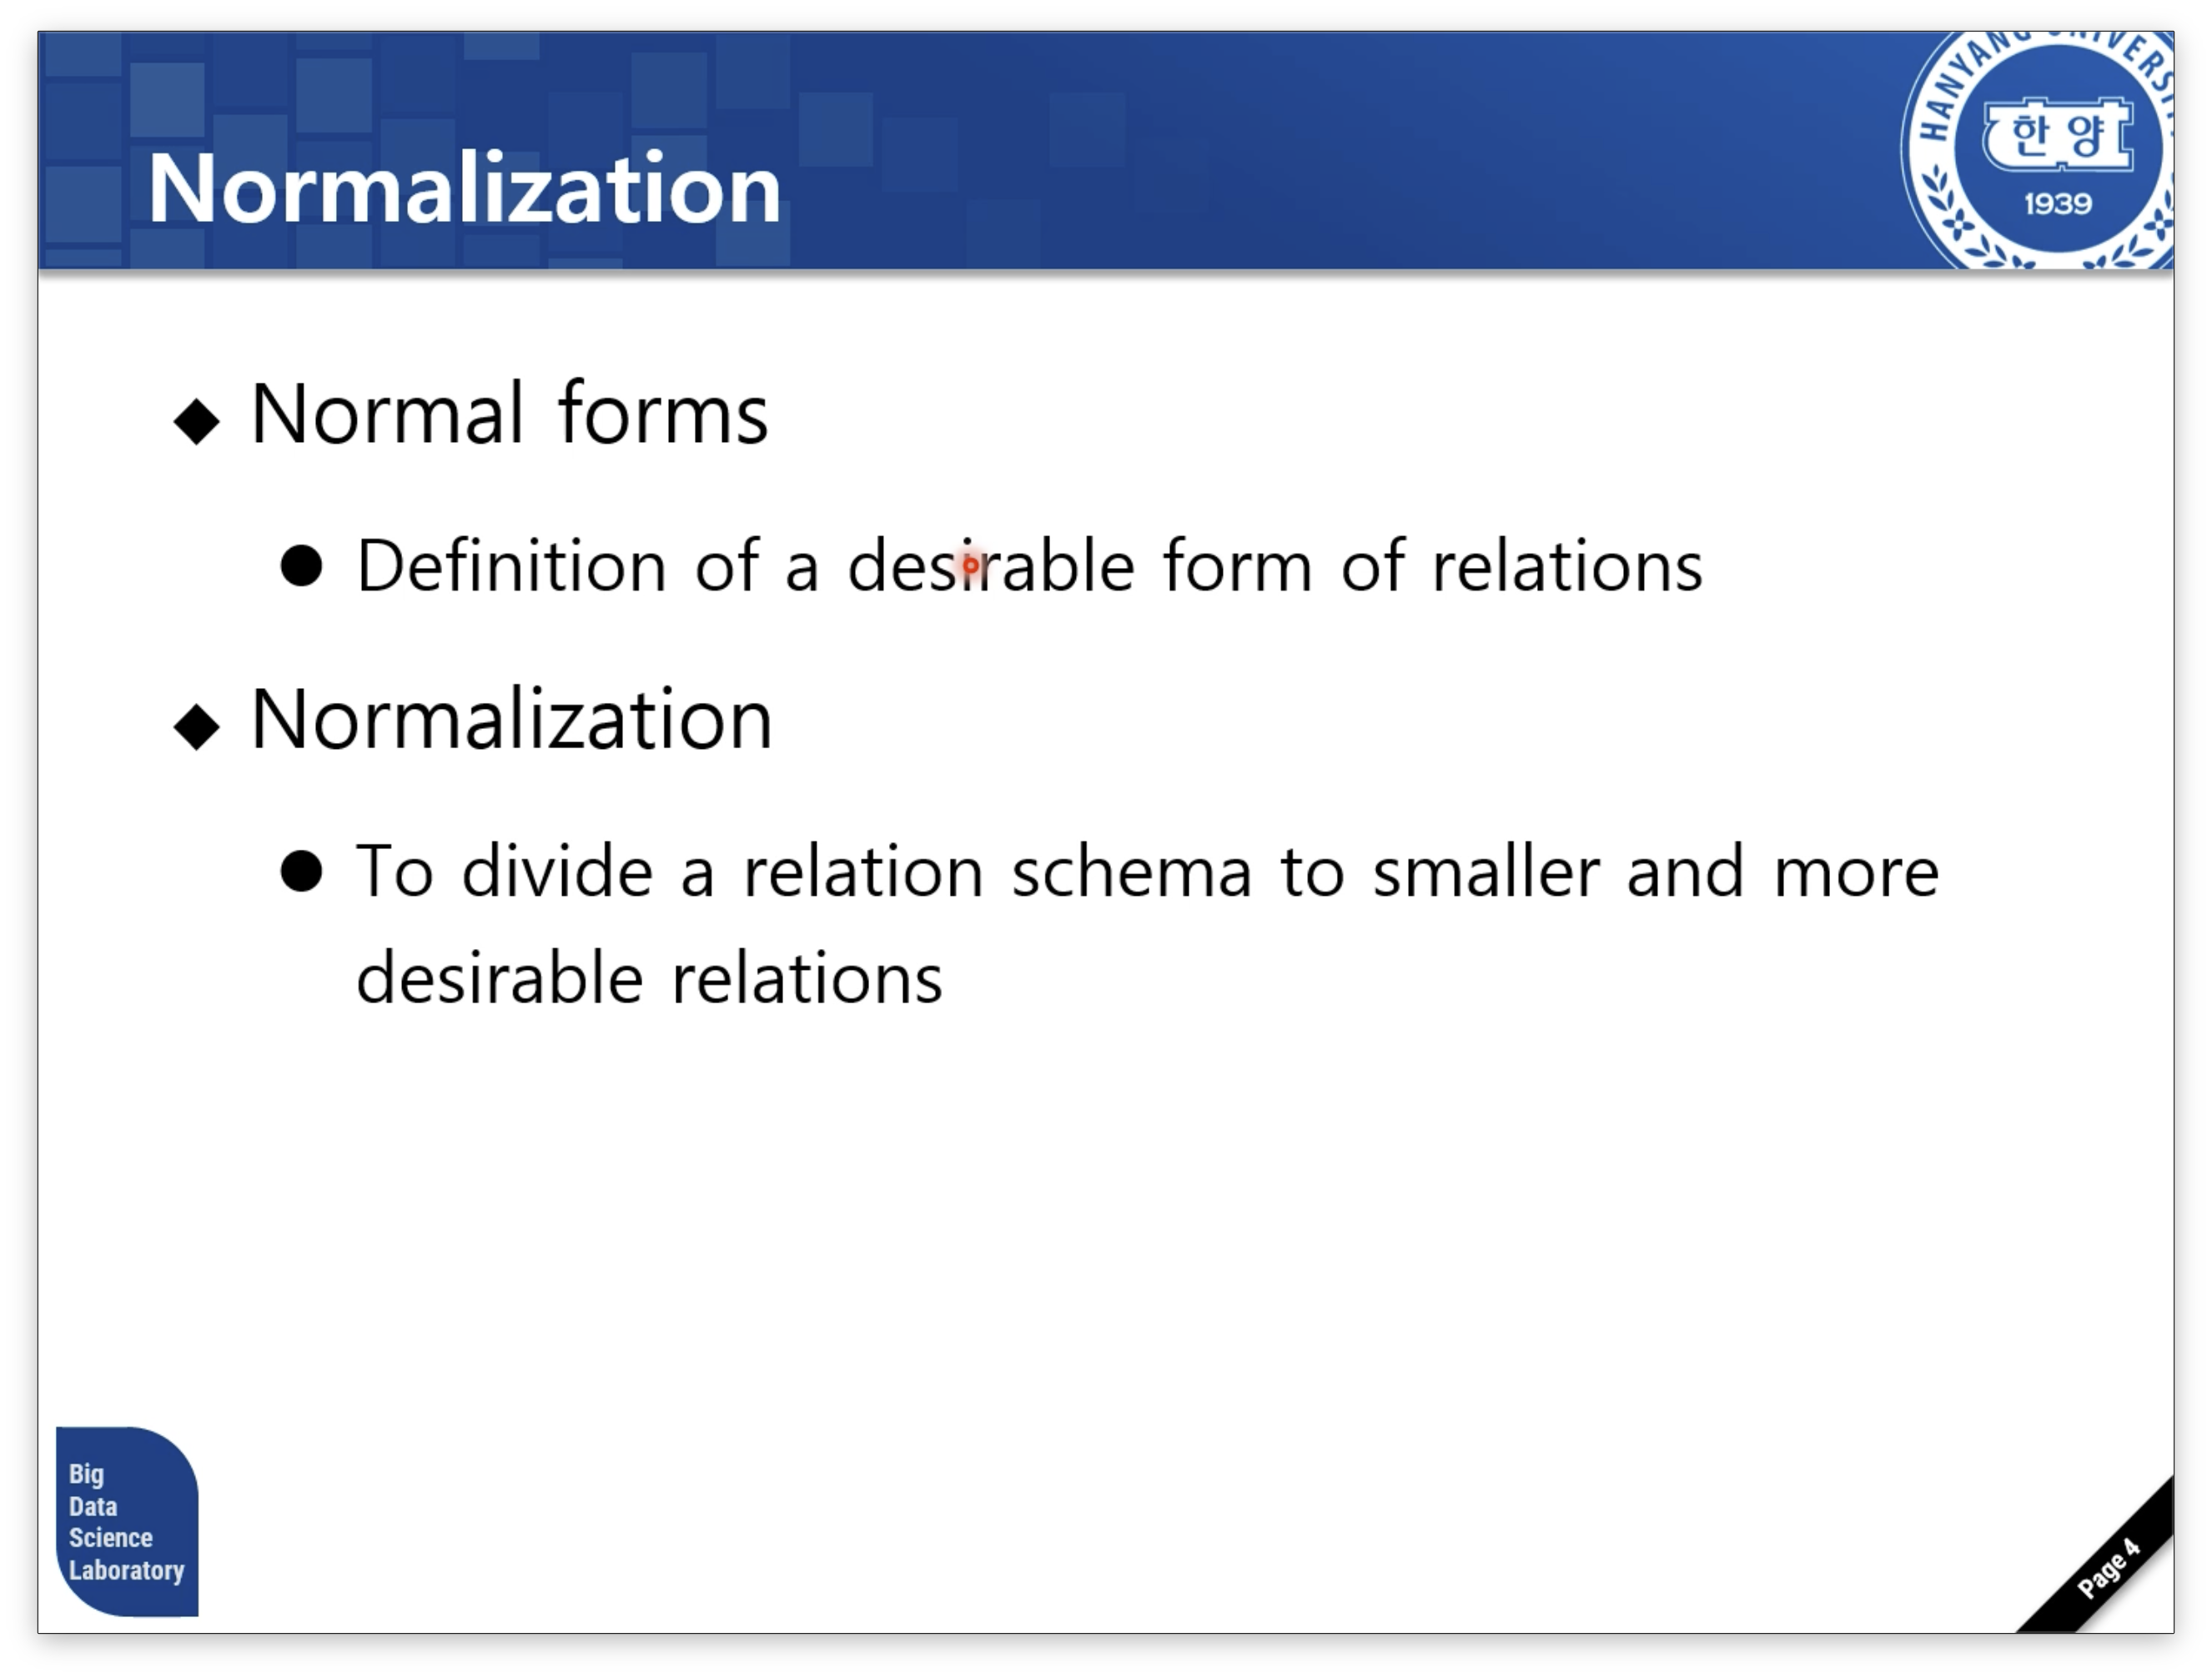 HANYANG UNIVERS
한양
1939
Normalization
◆ Normal forms
● Definition of a desirable form of relations
◆ Normalization
● To divide a relation schema to smaller and more
desirable relations
Big
Data
Science
Laboratory
Page 4